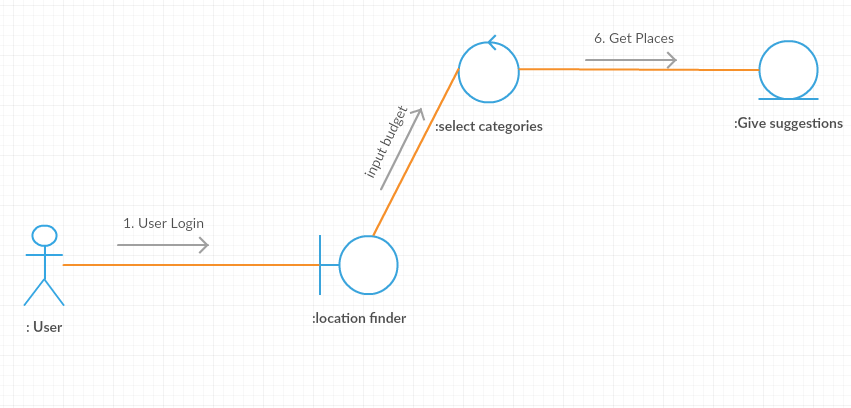 6. Get Places
:select categories
:Give suggestions
input budget
1. User Login
:location finder
: User